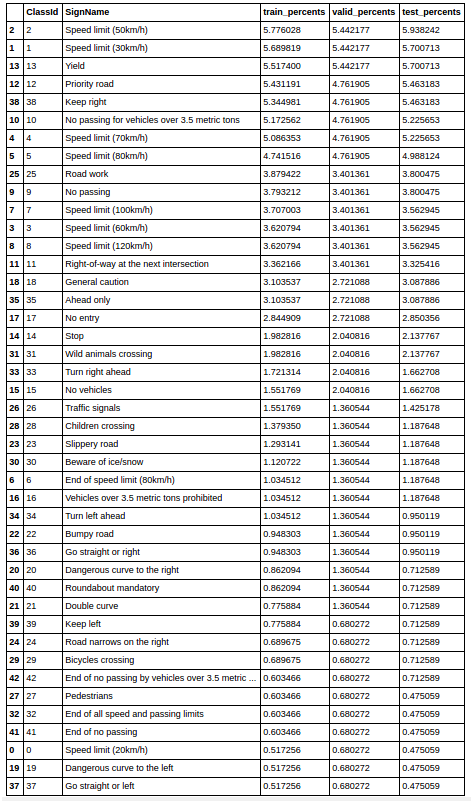 ClassId SignName train_percents valid_percents test_percents
2 2 Speed limit (50km/h) 5.776028 5.442177 5.938242
1 1 Speed limit (30km/h) 5.689819 5.442177 5.700713
13 13 Yield 5.517400 5.442177 5.700713
12 12 Priority road 5.431191 4.761905 5.463183
38 38 Keep right 5.344981 4.761905 5.463183
10 10 No passing for vehicles over 3.5 metric tons 5.172562 4.761905 5.225653
4 4 Speed limit (70km/h) 5.086353 4.761905 5.225653
5 5 Speed limit (80km/h) 4.741516 4.761905 4.988124
25 25 Road work 3.879422 3.401361 3.800475
9 9 No passing 3.793212 3.401361 3.800475
7 7 Speed limit (100km/h) 3.707003 3.401361 3.562945
3 3 Speed limit (60km/h) 3.620794 3.401361 3.562945
8 8 Speed limit (120km/h) 3.620794 3.401361 3.562945
11 11 Right-of-way at the next intersection 3.362166 3.401361 3.325416
18 18 General caution 3.103537 2.721088 3.087886
35 35 Ahead only 3.103537 2.721088 3.087886
17 17 No entry 2.844909 2.721088 2.850356
14 14 Stop 1.982816 2.040816 2.137767
31 31 Wild animals crossing 1.982816 2.040816 2.137767
33 33 Turn right ahead 1.721314 2.040816 1.662708
15 15 No vehicles 1.551769 2.040816 1.662708
26 26 Traffic signals 1.551769 1.360544 1.425178
28 28 Children crossing 1.379350 1.360544 1.187648
23 23 Slippery road 1.293141 1.360544 1.187648
30 30 Beware of ice/snow 1.120722 1.360544 1.187648
6 6 End of speed limit (80km/h) 1.034512 1.360544 1.187648
16 16 Vehicles over 3.5 metric tons prohibited 1.034512 1.360544 1.187648
34 34 Turn left ahead 1.034512 1.360544 0.950119
22 22 Bumpy road 0.948303 1.360544 0.950119
36 36 Go straight or right 0.948303 1.360544 0.950119
20 20 Dangerous curve to the right 0.862094 1.360544 0.712589
40 40 Roundabout mandatory 0.862094 1.360544 0.712589
21 21 Double curve 0.775884 1.360544 0.712589
39 39 Keep left 0.775884 0.680272 0.712589
24 24 Road narrows on the right 0.689675 0.680272 0.712589
29 29 Bicycles crossing 0.689675 0.680272 0.712589
42 42 End of no passing by vehicles over 3.5 metric ... 0.603466 0.680272 0.712589
27 27 Pedestrians 0.603466 0.680272 0.475059
32 32 End of all speed and passing limits 0.603466 0.680272 0.475059
41 41 End of no passing 0.603466 0.680272 0.475059
0 0 Speed limit (20km/h) 0.517256 0.680272 0.475059
19 19 Dangerous curve to the left 0.517256 0.680272 0.475059
37 37 Go straight or left 0.517256 0.680272 0.475059